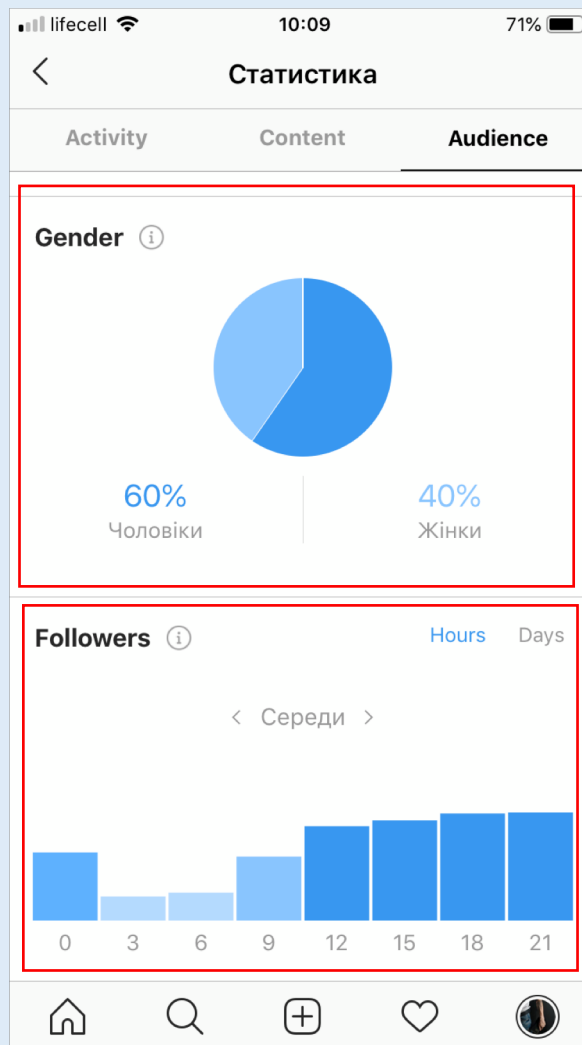 lifecell 10:09 71%
Статистика
Activity Content Audience
Gender
60% 40%
Чоловіки Жінки
Followers Hours Days
< Середи >
0 3 6 9 12 15 18 21